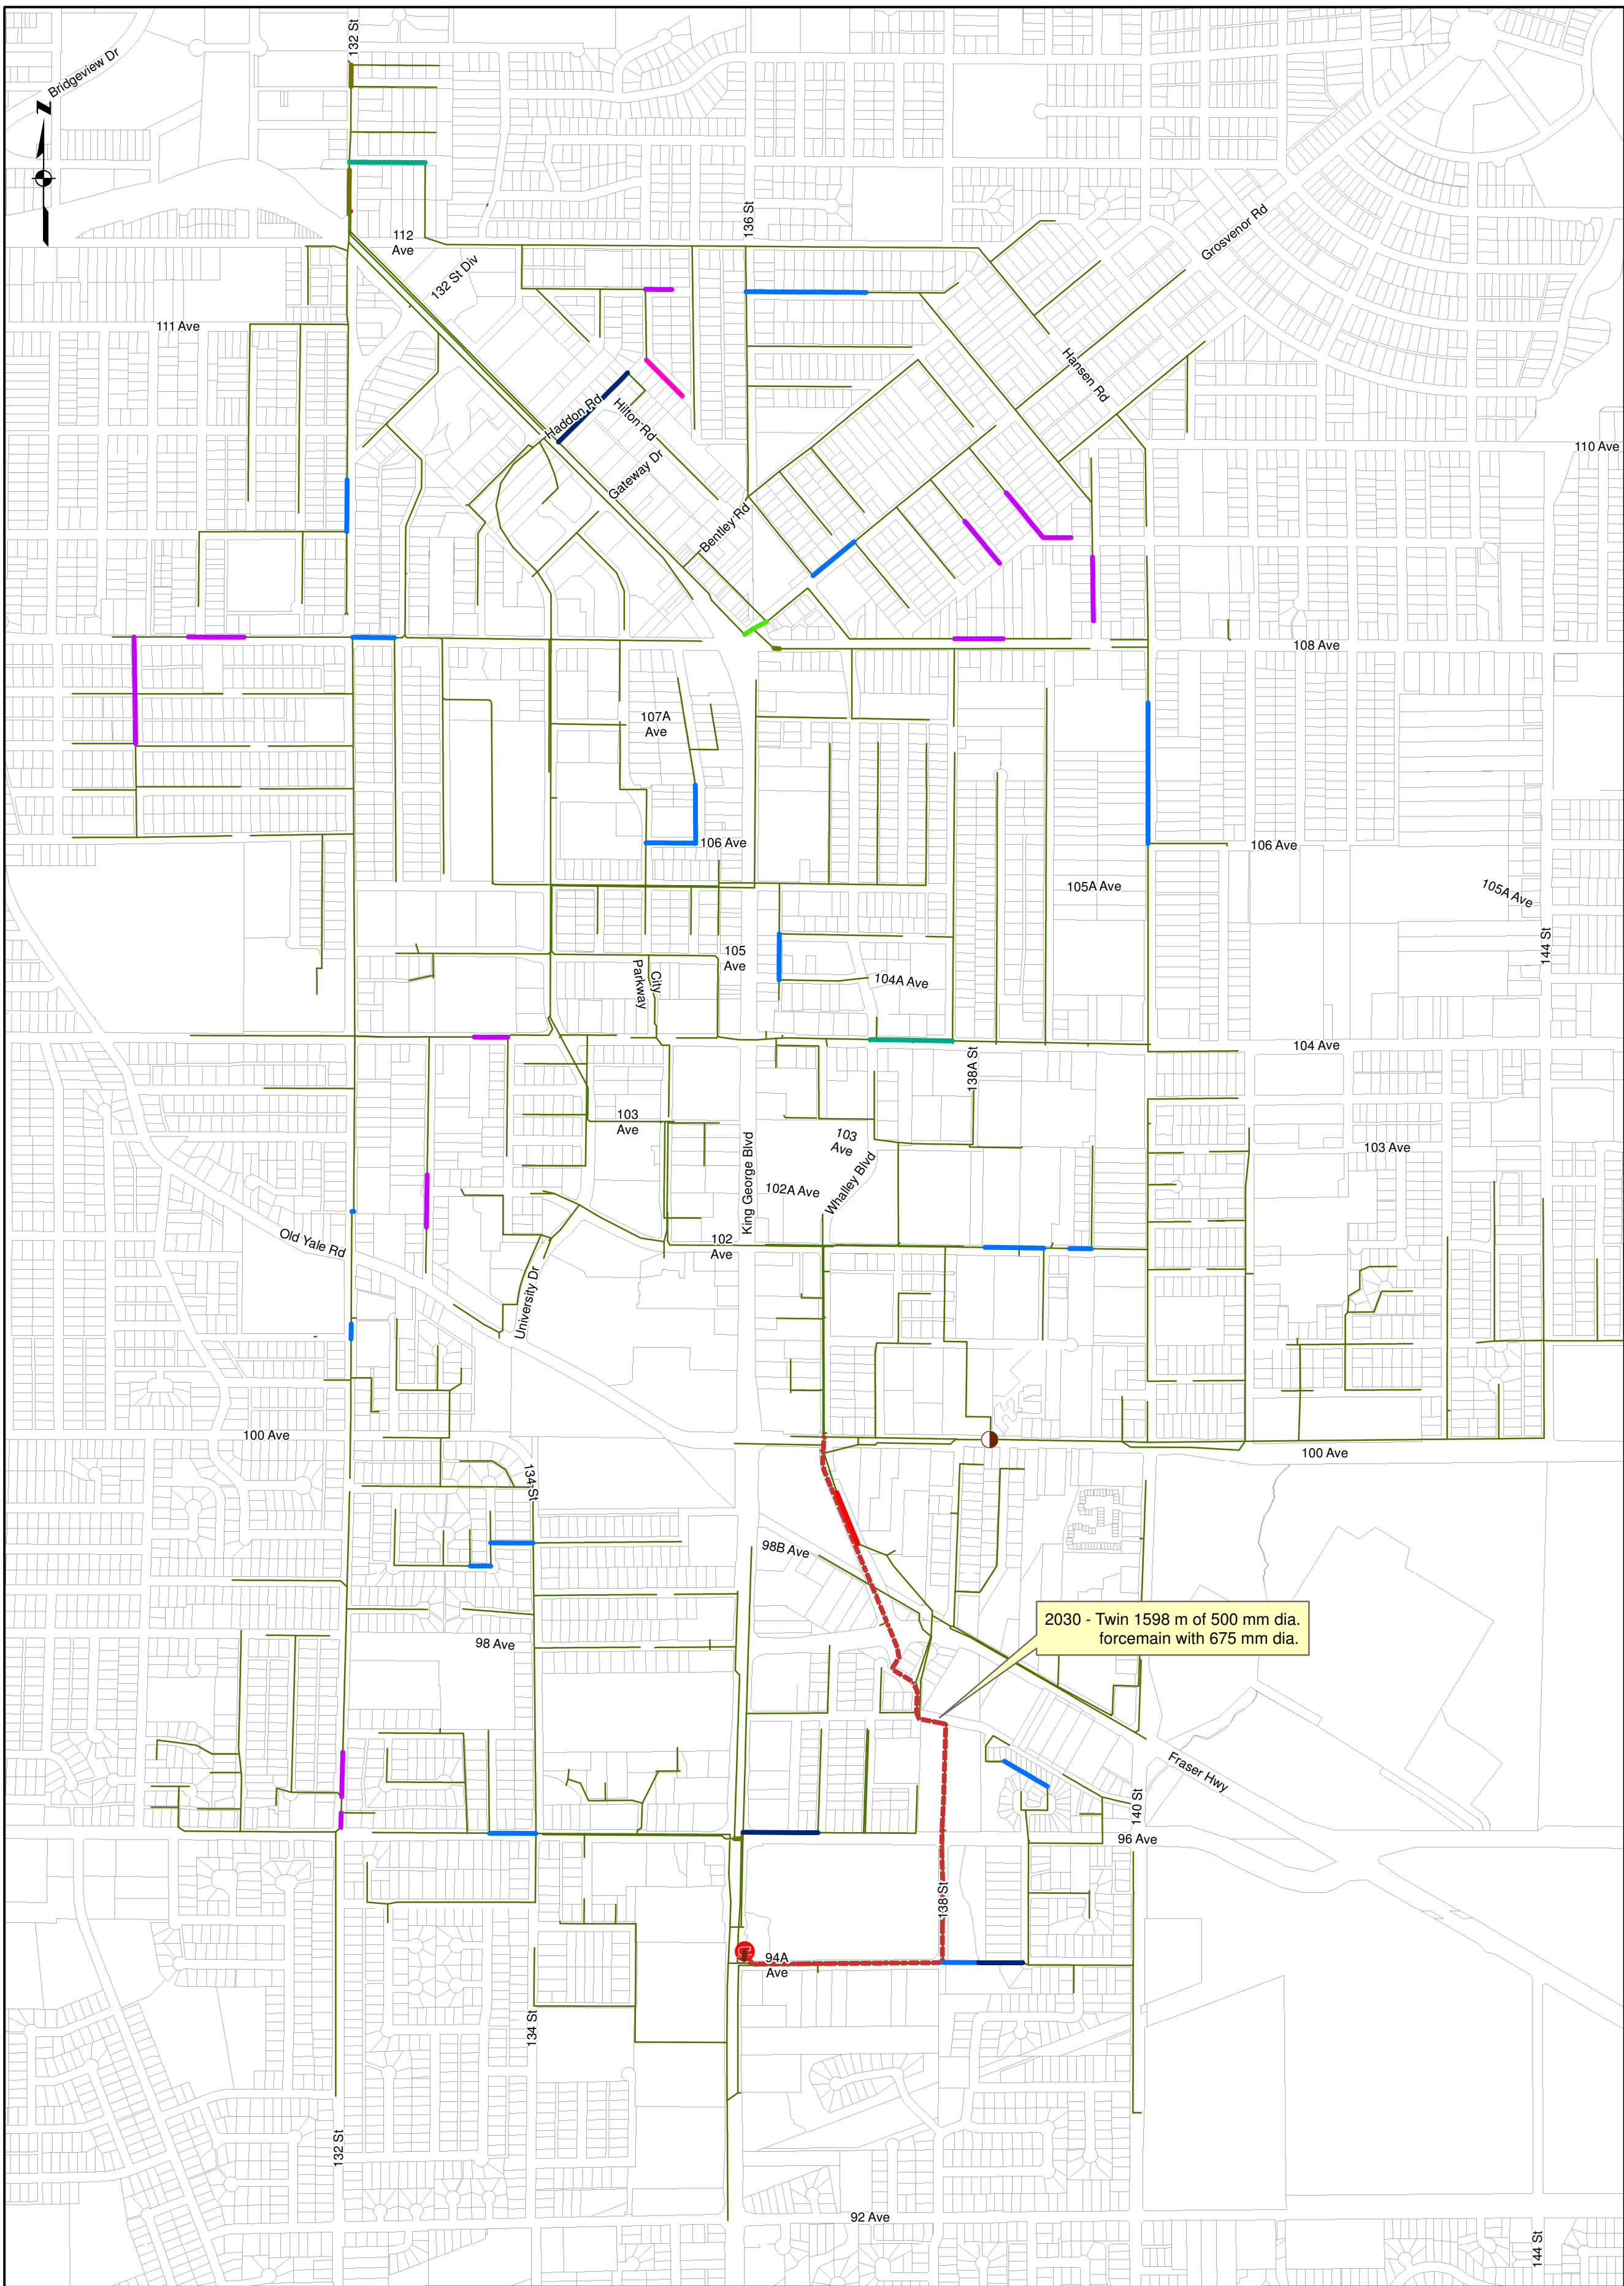 132 St
Bridgeview Dr
N
136 St
Grosvenor Rd
112
Ave
132 St Div
111 Ave
Hansen Rd
Haddon Rd
Hilton Rd
110 Ave
Gateway Dr
Bentley Rd
108 Ave
107A
Ave
106 Ave
106 Ave
105A Ave
105A Ave
144 St
105
Ave
City
Parkway
104A Ave
104 Ave
138A St
103
Ave
103
Ave
103 Ave
King George Blvd
Whalley Blvd
102A Ave
Old Yale Rd
102
Ave
University Dr
100 Ave
100 Ave
134 St
98B Ave
2030 - Twin 1598 m of 500 mm dia.
forcemain with 675 mm dia.
98 Ave
Fraser Hwy
140 St
96 Ave
138 St
94A
Ave
134 St
132 St
92 Ave
144 St